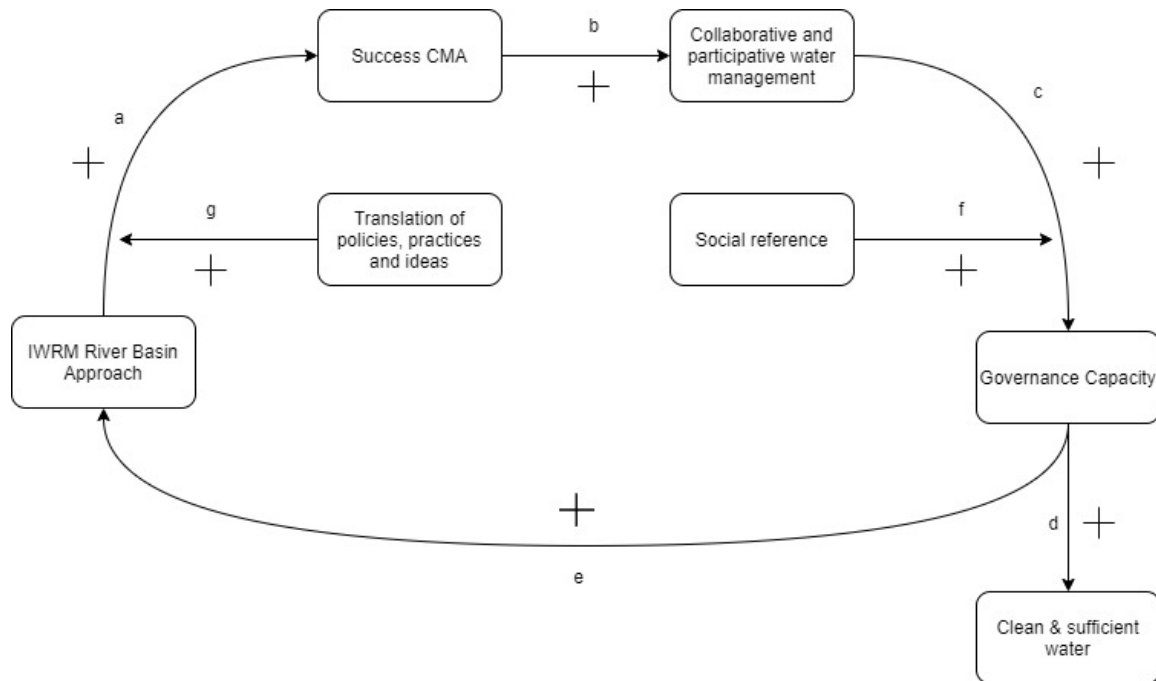 b
Success CMA
Collaborative and
participative water
management
a
c
+
+
+
g
Translation of
policies, practices
and ideas
+
Social reference
f
+
IWRM River Basin
Approach
Governance Capacity
+
e
d
+
Clean & sufficient
water